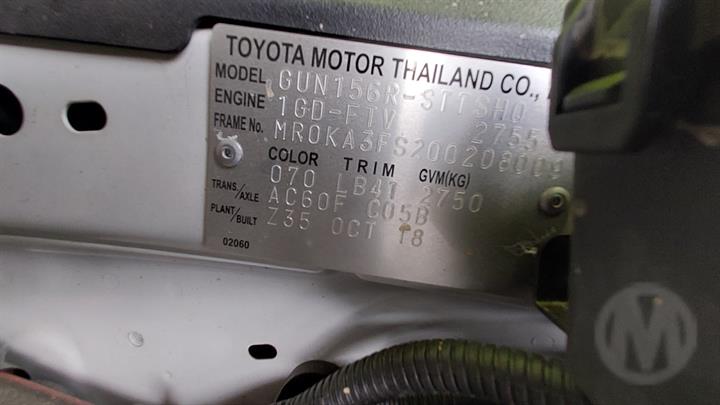 TOYOTA MOTOR THAILAND CO.,
MODEL GUN156R-STTSHQ
ENGINE 1GD-FTV 2755
FRAME No. MR0KA3FS200208009
COLOR TRIM GVM(KG)
070 LB41 2750
TRANS./AXLE AC60F C05B
PLANT/BUILT Z35 OCT 18
02060
M